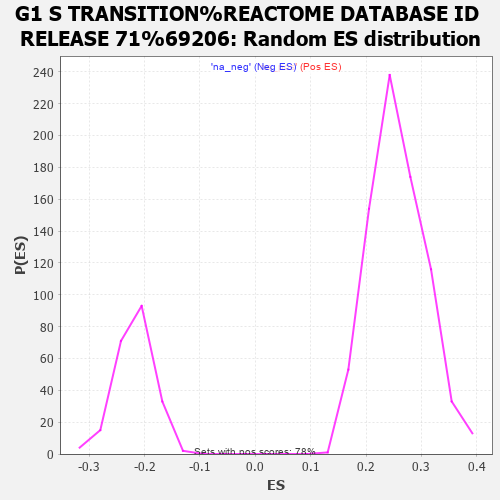 G1 S TRANSITION%REACTOME DATABASE ID
RELEASE 71%69206: Random ES distribution
'na_neg' (Neg ES) (Pos ES)
P(ES)
240
220
200
180
160
140
120
100
80
60
40
20
0
Sets with pos scores: 78%
-0.3 -0.2 -0.1 0.0 0.1 0.2 0.3 0.4
ES